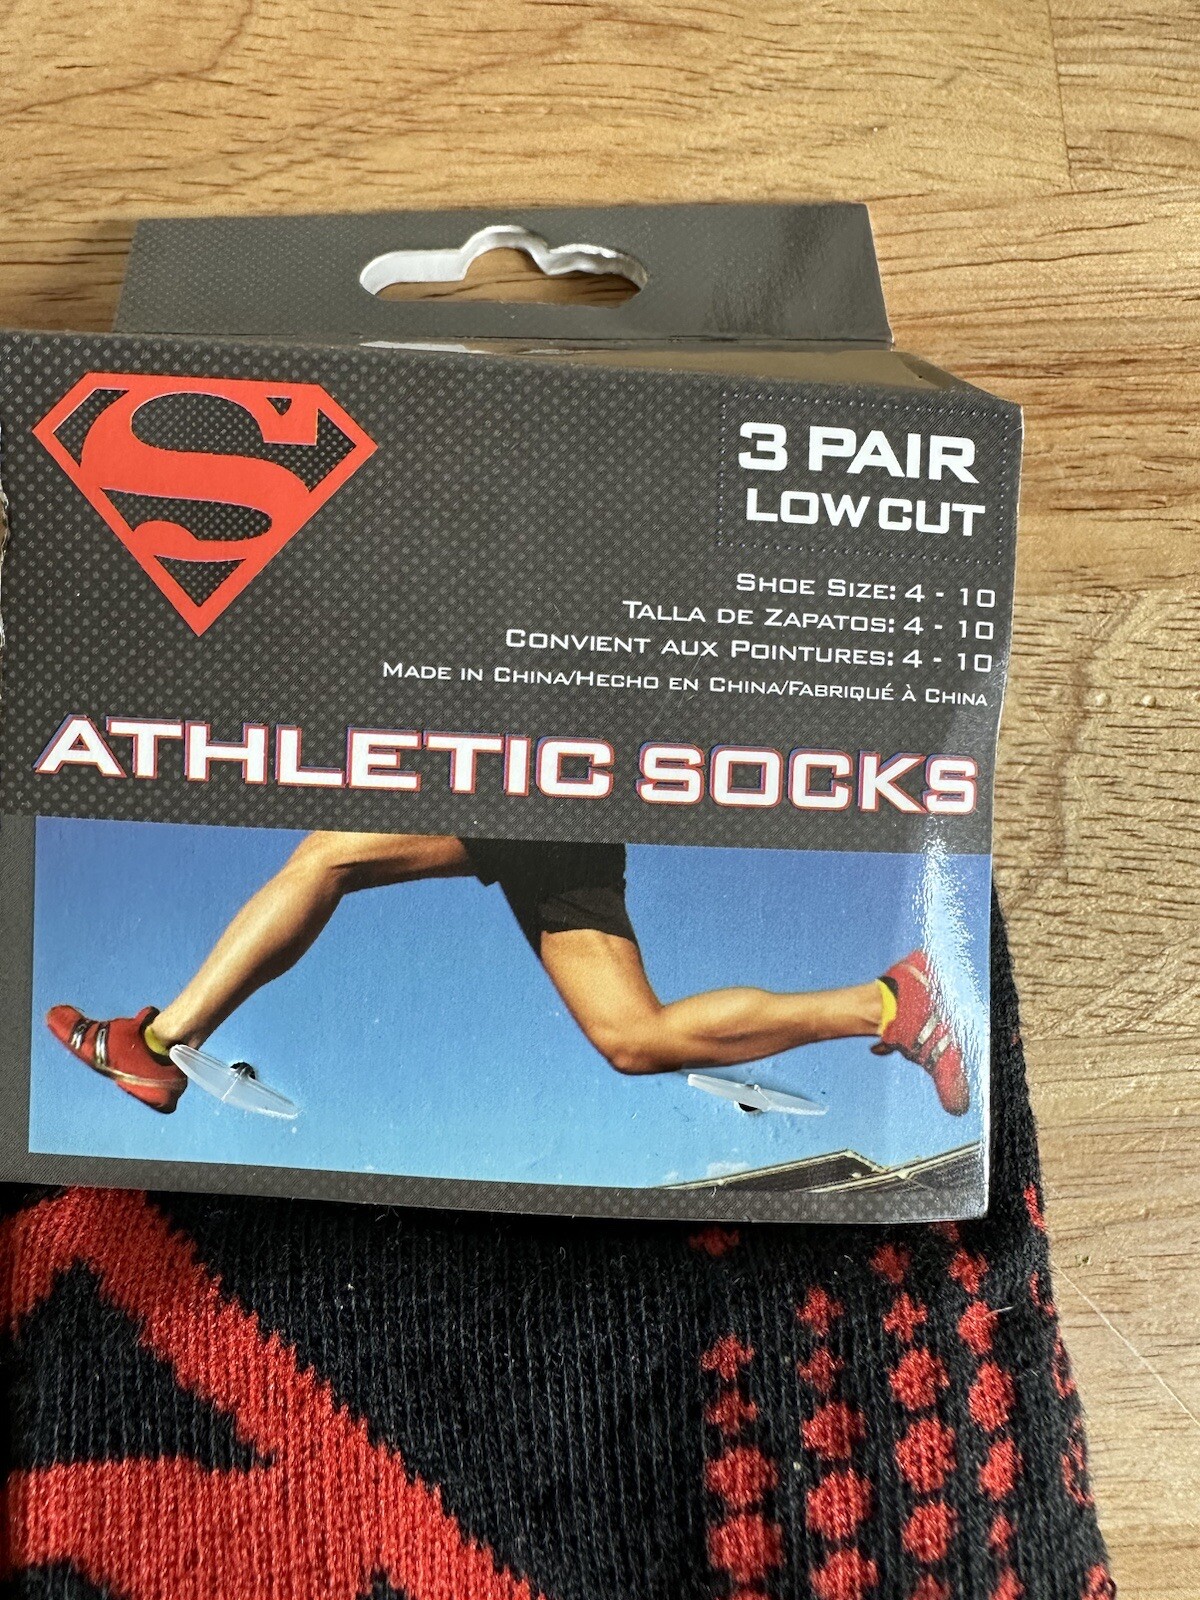 S
3 PAIR
LOW CUT
SHOE SIZE: 4 - 10
TALLA DE ZAPATOS: 4 - 10
CONVIENT AUX POINTURES: 4 - 10
MADE IN CHINA/HECHO EN CHINA/FABRIQUÉ À CHINA
ATHLETIC SOCKS